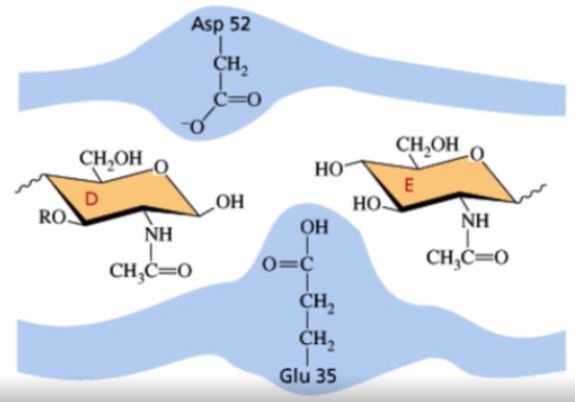 Asp 52
CH₂
C=O
⁻O
CH₂OH
O
D
OH
RO
NH
CH₃C=O
CH₂OH
O
HO
E
HO
NH
CH₃C=O
OH
O=C
CH₂
CH₂
Glu 35